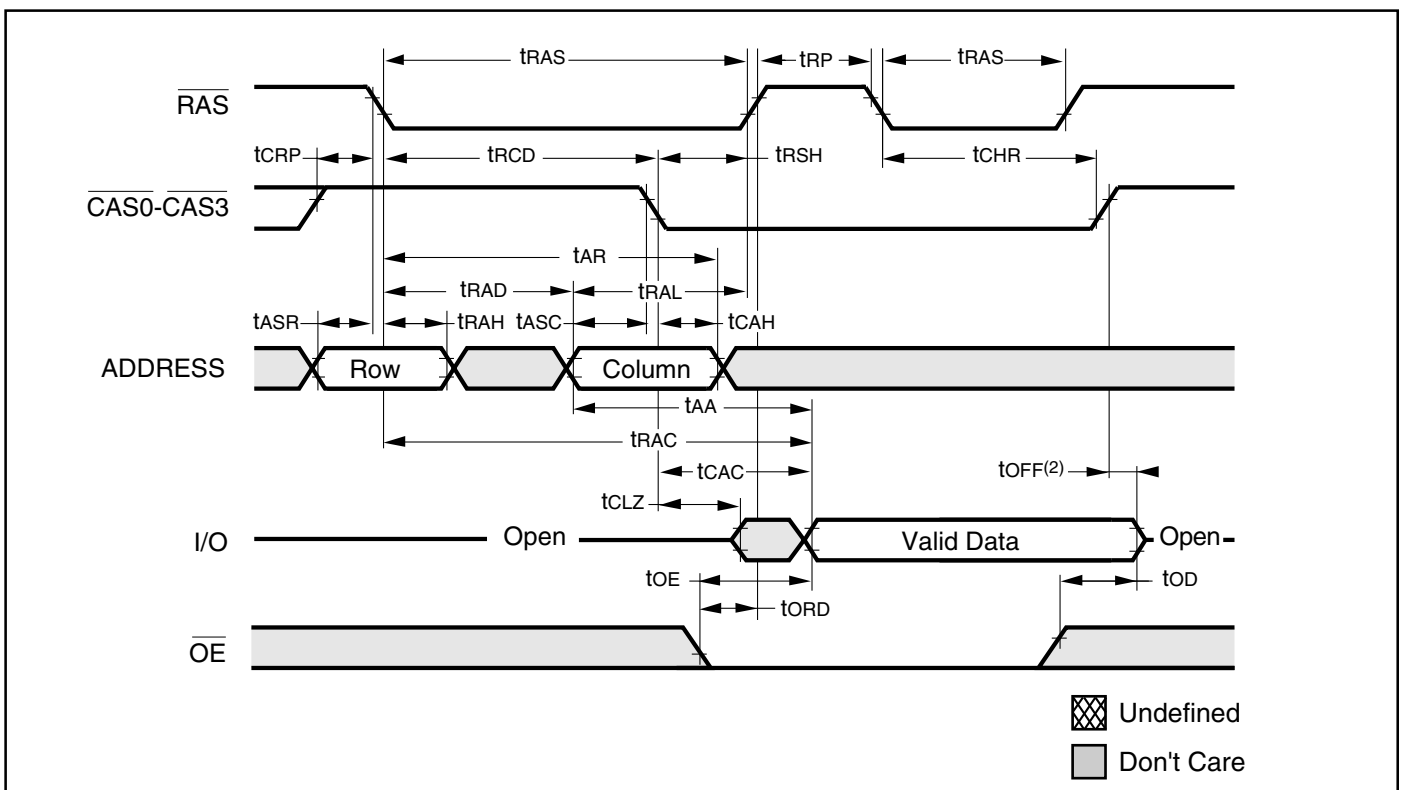 tRAS tRP tRAS
RAS
tCRP tRCD tRSH tCHR
CAS0-CAS3
tAR
tRAD tRAL
tASR tRAH tASC tCAH
ADDRESS Row Column
tAA
tRAC
tCAC tOFF(2)
tCLZ
I/O Open Valid Data Open
tOE tOD
tORD
OE
Undefined
Don't Care